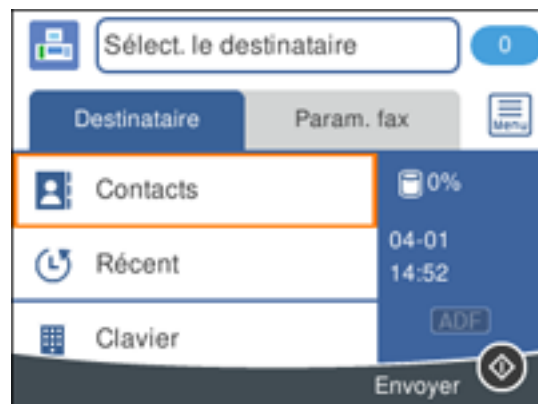 Sélect. le destinataire
0
Destinataire
Param. fax
Menu
Contacts
0%
Récent
04-01
14:52
Clavier
ADF
Envoyer